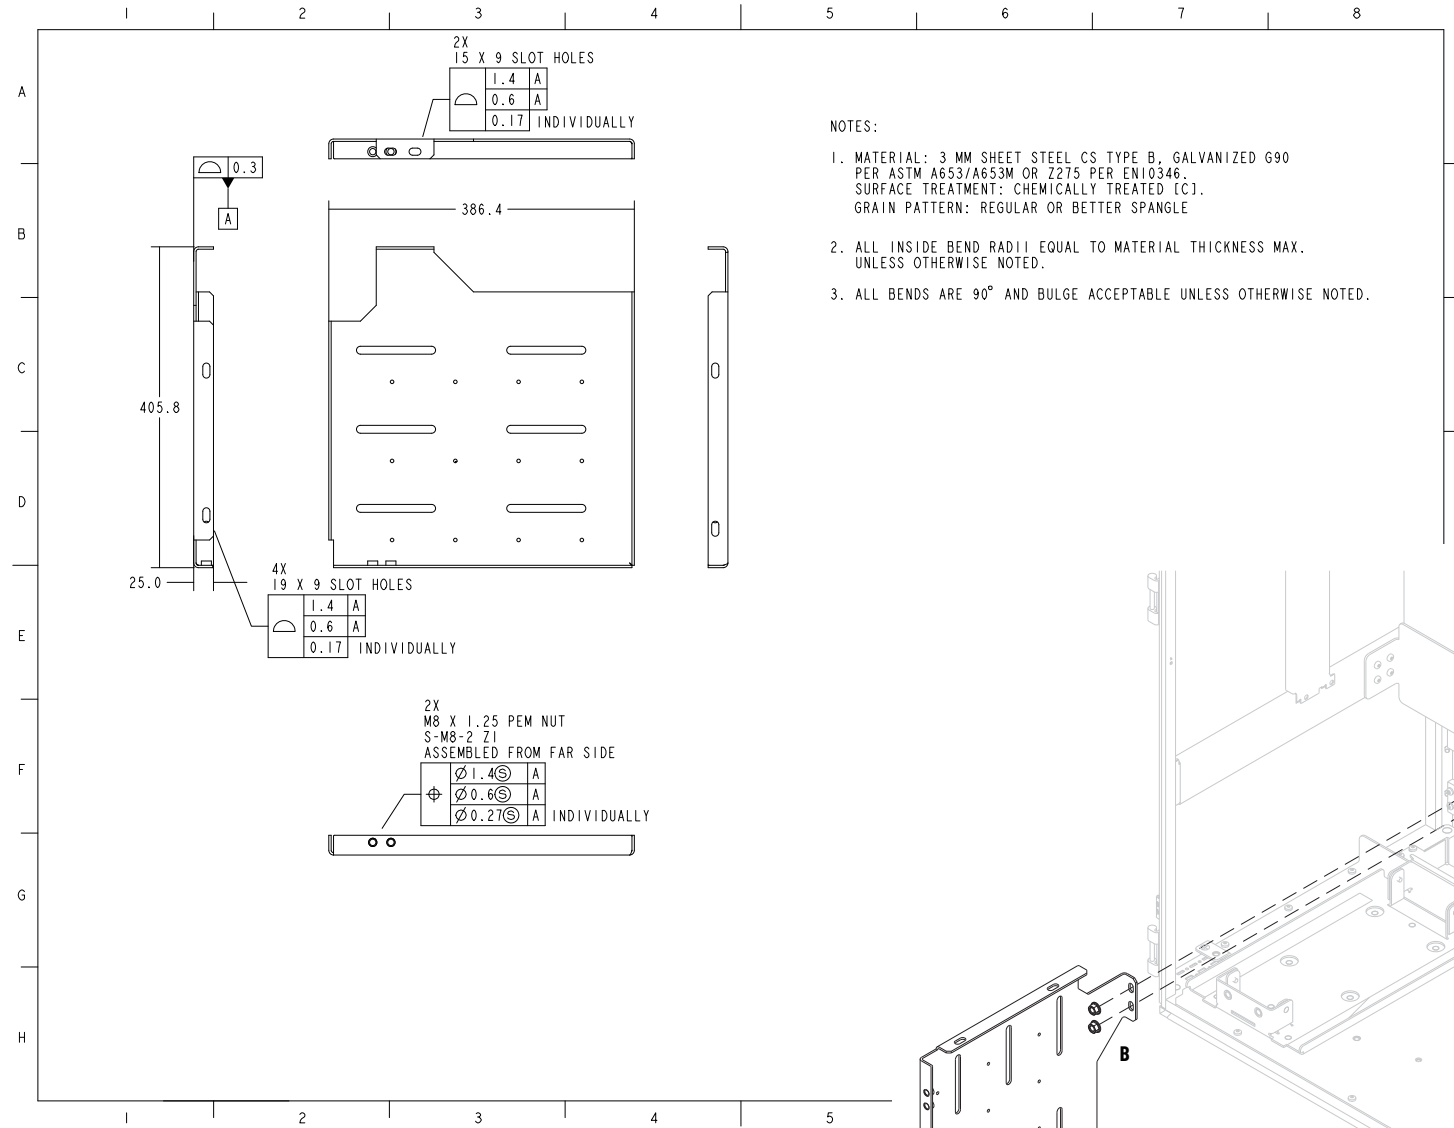 1 2 3 4 5 6 7 8
A
B
C
D
E
F
G
H
2X
15 X 9 SLOT HOLES
1.4 A
0.6 A
0.17 INDIVIDUALLY
0.3
A
386.4
405.8
25.0
4X
19 X 9 SLOT HOLES
1.4 A
0.6 A
0.17 INDIVIDUALLY
2X
M8 X 1.25 PEM NUT
S-M8-2 ZI
ASSEMBLED FROM FAR SIDE
⌀1.4Ⓢ A
⌀0.6Ⓢ A
⌀0.27Ⓢ A INDIVIDUALLY
NOTES:
1. MATERIAL: 3 MM SHEET STEEL CS TYPE B, GALVANIZED G90
PER ASTM A653/A653M OR Z275 PER EN10346.
SURFACE TREATMENT: CHEMICALLY TREATED [C].
GRAIN PATTERN: REGULAR OR BETTER SPANGLE
2. ALL INSIDE BEND RADII EQUAL TO MATERIAL THICKNESS MAX.
UNLESS OTHERWISE NOTED.
3. ALL BENDS ARE 90° AND BULGE ACCEPTABLE UNLESS OTHERWISE NOTED.
B
1 2 3 4 5